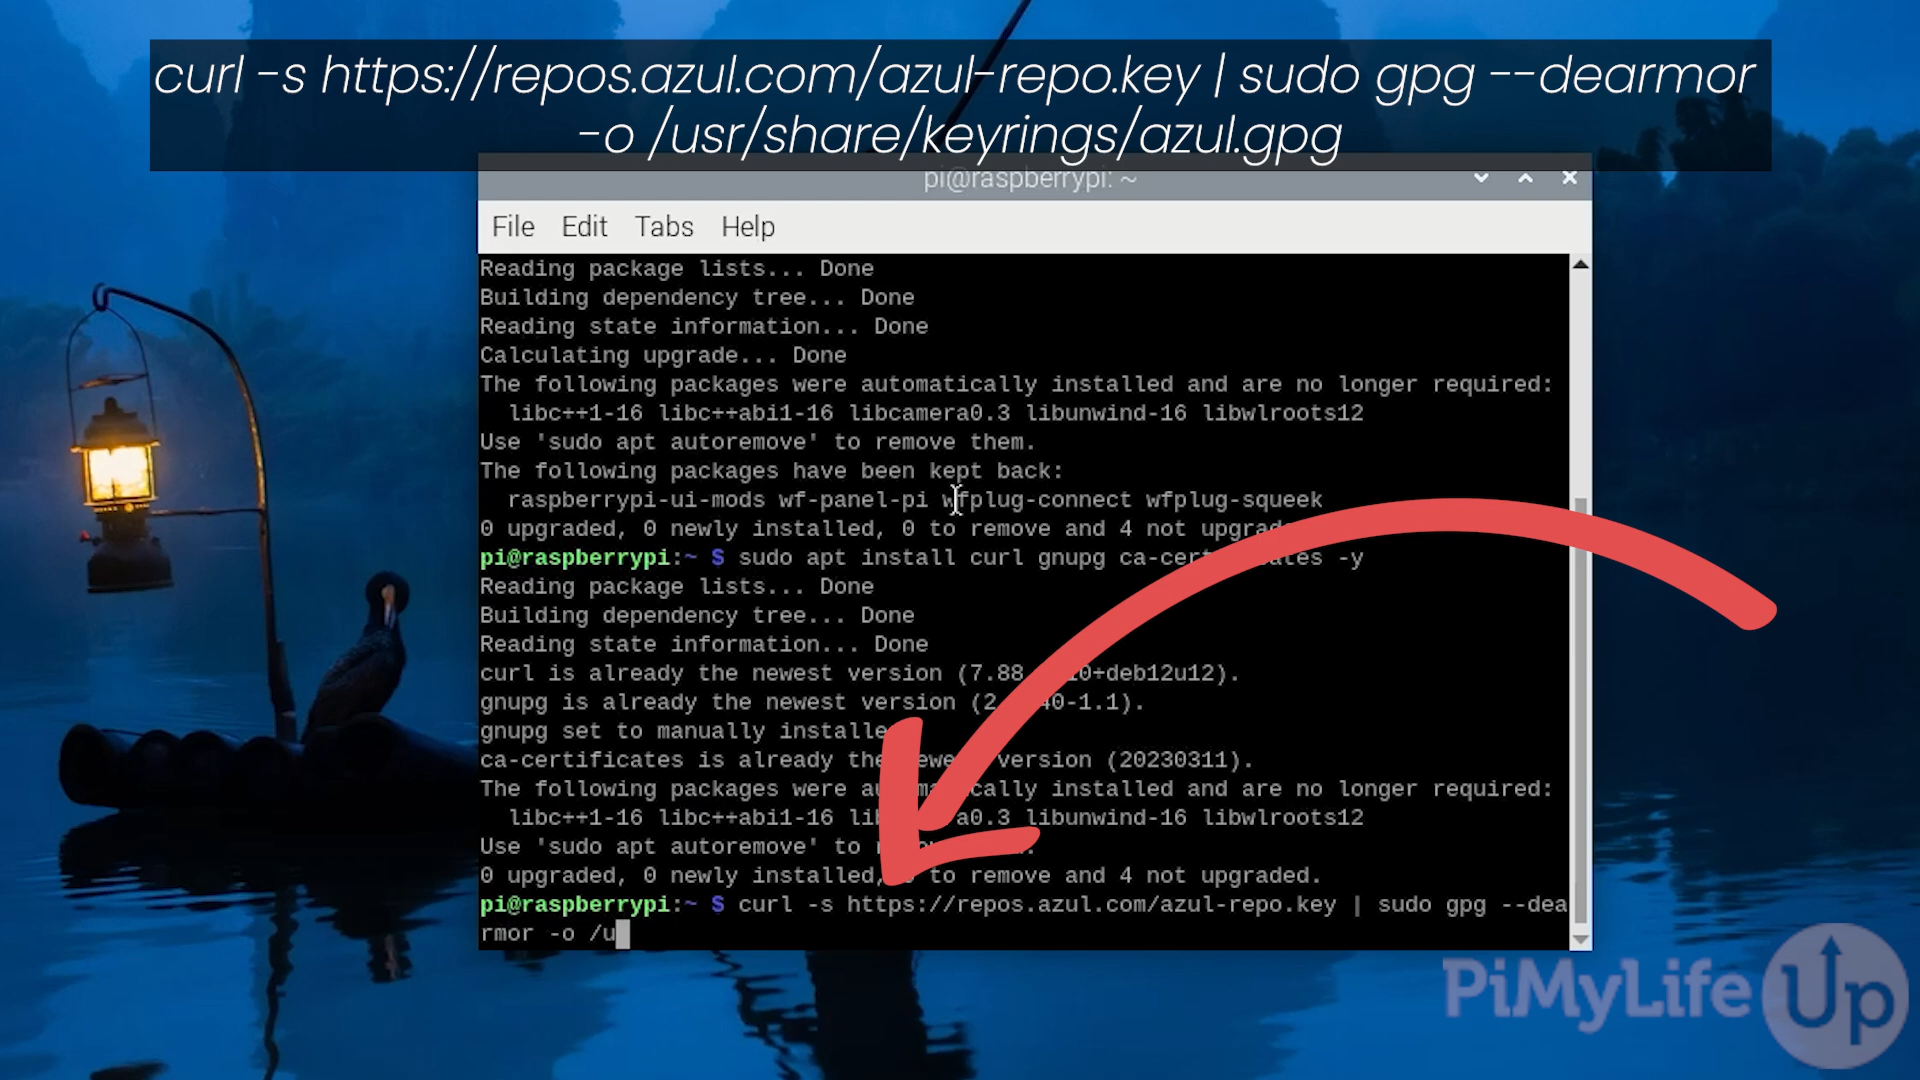 curl -s https://repos.azul.com/azul-repo.key | sudo gpg --dearmor
-o /usr/share/keyrings/azul.gpg
pi@raspberrypi: ~
File Edit Tabs Help
Reading package lists... Done
Building dependency tree... Done
Reading state information... Done
Calculating upgrade... Done
The following packages were automatically installed and are no longer required:
libc++1-16 libc++abi1-16 libcamera0.3 libunwind-16 libwlroots12
Use 'sudo apt autoremove' to remove them.
The following packages have been kept back:
raspberrypi-ui-mods wf-panel-pi wfplug-connect wfplug-squeek
0 upgraded, 0 newly installed, 0 to remove and 4 not upgraded.
pi@raspberrypi:~ $ sudo apt install curl gnupg ca-certificates -y
Reading package lists... Done
Building dependency tree... Done
Reading state information... Done
curl is already the newest version (7.88 10+deb12u12).
gnupg is already the newest version (2. 40-1.1).
gnupg set to manually installed
ca-certificates is already the newest version (20230311).
The following packages were automatically installed and are no longer required:
libc++1-16 libc++abi1-16 libcamera0.3 libunwind-16 libwlroots12
Use 'sudo apt autoremove' to remove them.
0 upgraded, 0 newly installed, 0 to remove and 4 not upgraded.
pi@raspberrypi:~ $ curl -s https://repos.azul.com/azul-repo.key | sudo gpg --dea
rmor -o /u
PiMyLifeUp